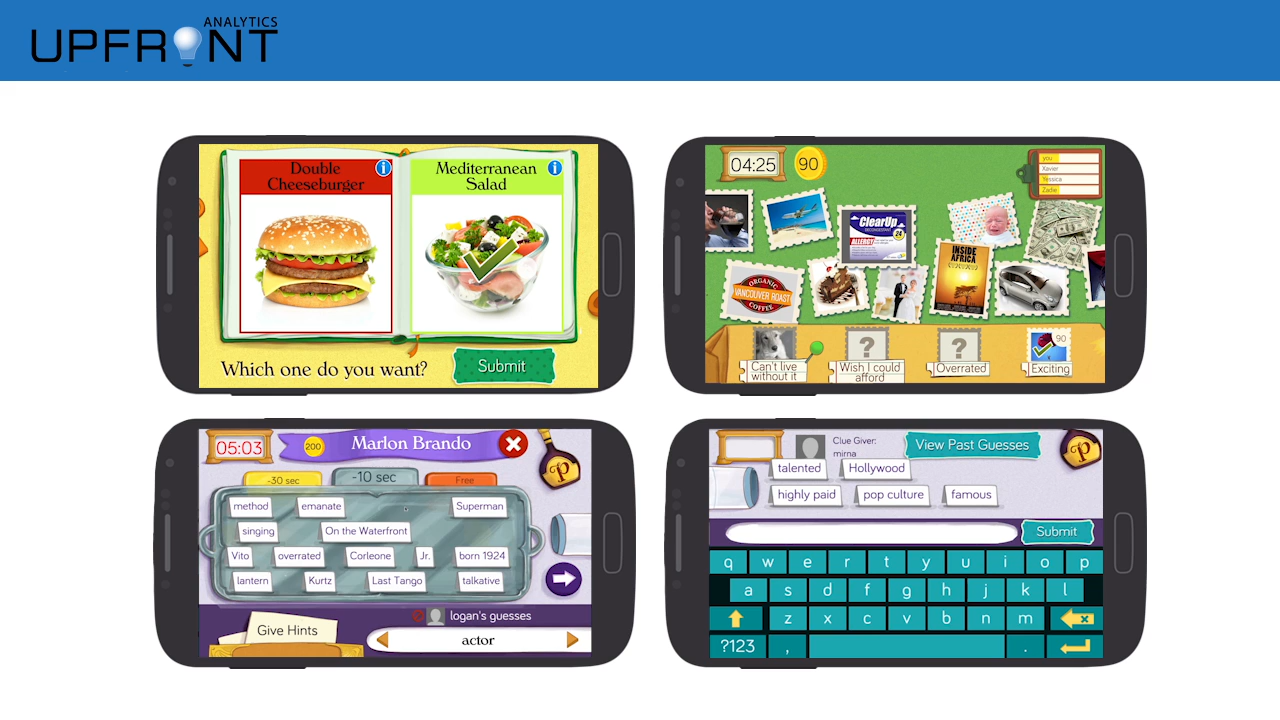 ANALYTICS
UPFRONT
Double
Cheeseburger
Mediterranean
Salad
Which one do you want?
Submit
04:25
90
you
Xavier
Yessica
Zadie
ClearUp
DECONGESTANT
ALLERGY
24
INSIDE
AFRICA
ORGANIC
VANCOUVER ROAST
COFFEE
?
?
90
Can't live
without it
Wish I could
afford
Overrated
Exciting
05:03
200
Marlon Brando
-30 sec
-10 sec
Free
method
emanate
Superman
singing
On the Waterfront
Vito
overrated
Corleone
Jr.
born 1924
lantern
Kurtz
Last Tango
talkative
Give Hints
logan's guesses
actor
Clue Giver:
mirna
View Past Guesses
p
p
talented
Hollywood
highly paid
pop culture
famous
Submit
q w e r t y u i o p
a s d f g h j k l
z x c v b n m
?123 , .